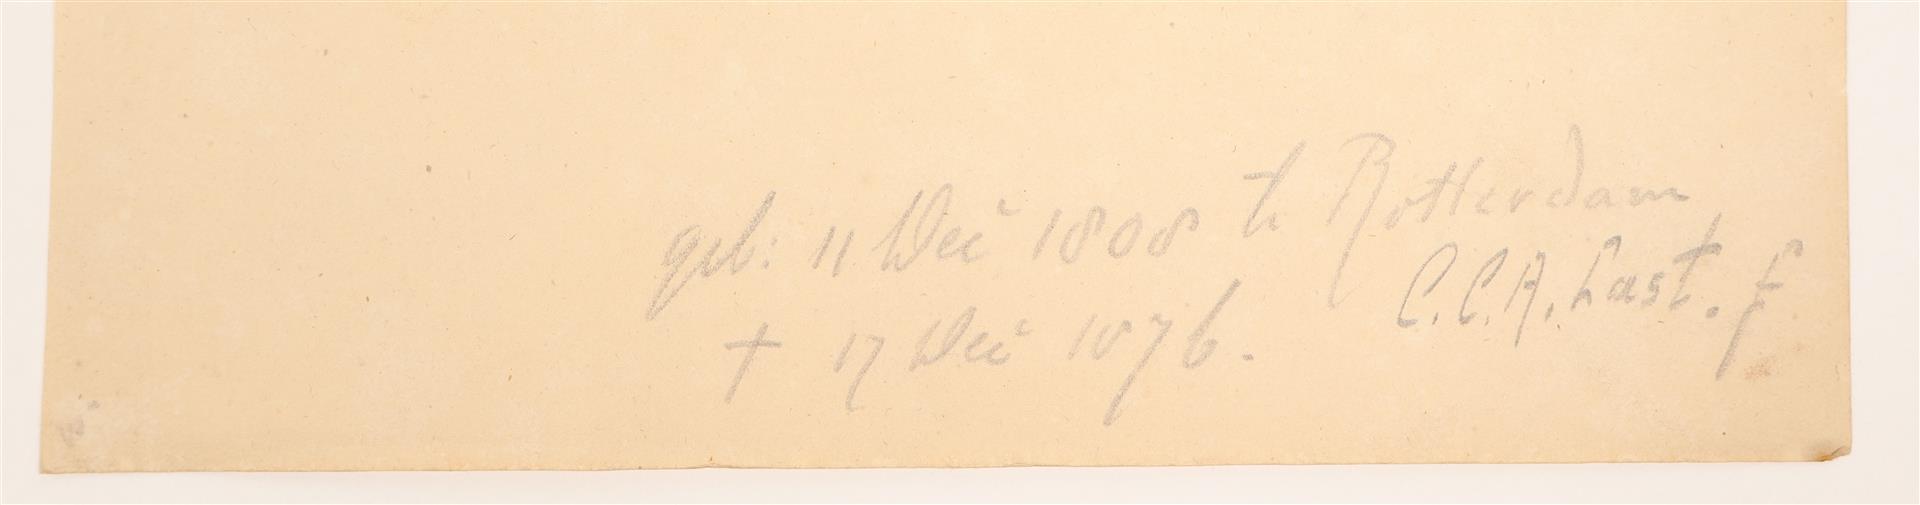 geb: 11 Dec 1808 te Rotterdam
C.C.A. Last. f
† 17 Dec 1876.